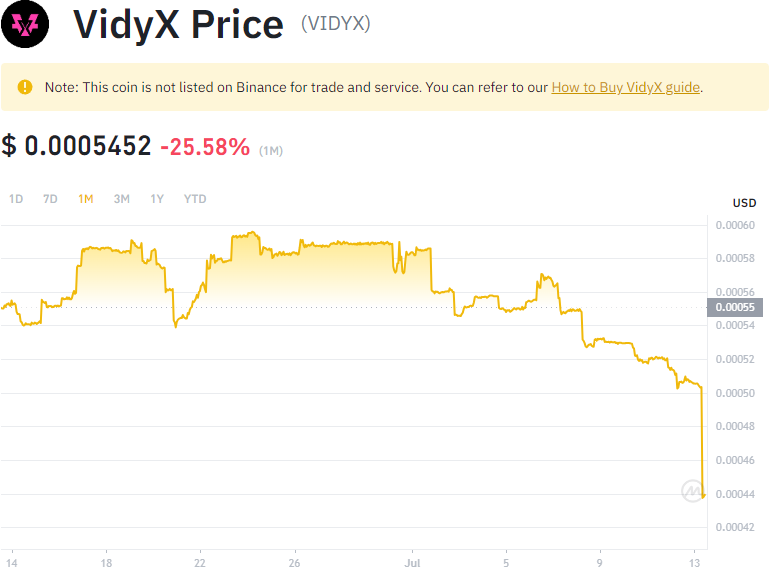 VidyX Price (VIDYX)
Note: This coin is not listed on Binance for trade and service. You can refer to our How to Buy VidyX guide.
$ 0.0005452 -25.58% (1M)
1D 7D 1M 3M 1Y YTD
USD
0.00060
0.00058
0.00056
0.00055
0.00054
0.00052
0.00050
0.00048
0.00046
0.00044
0.00042
14 18 22 26 Jul 5 9 13